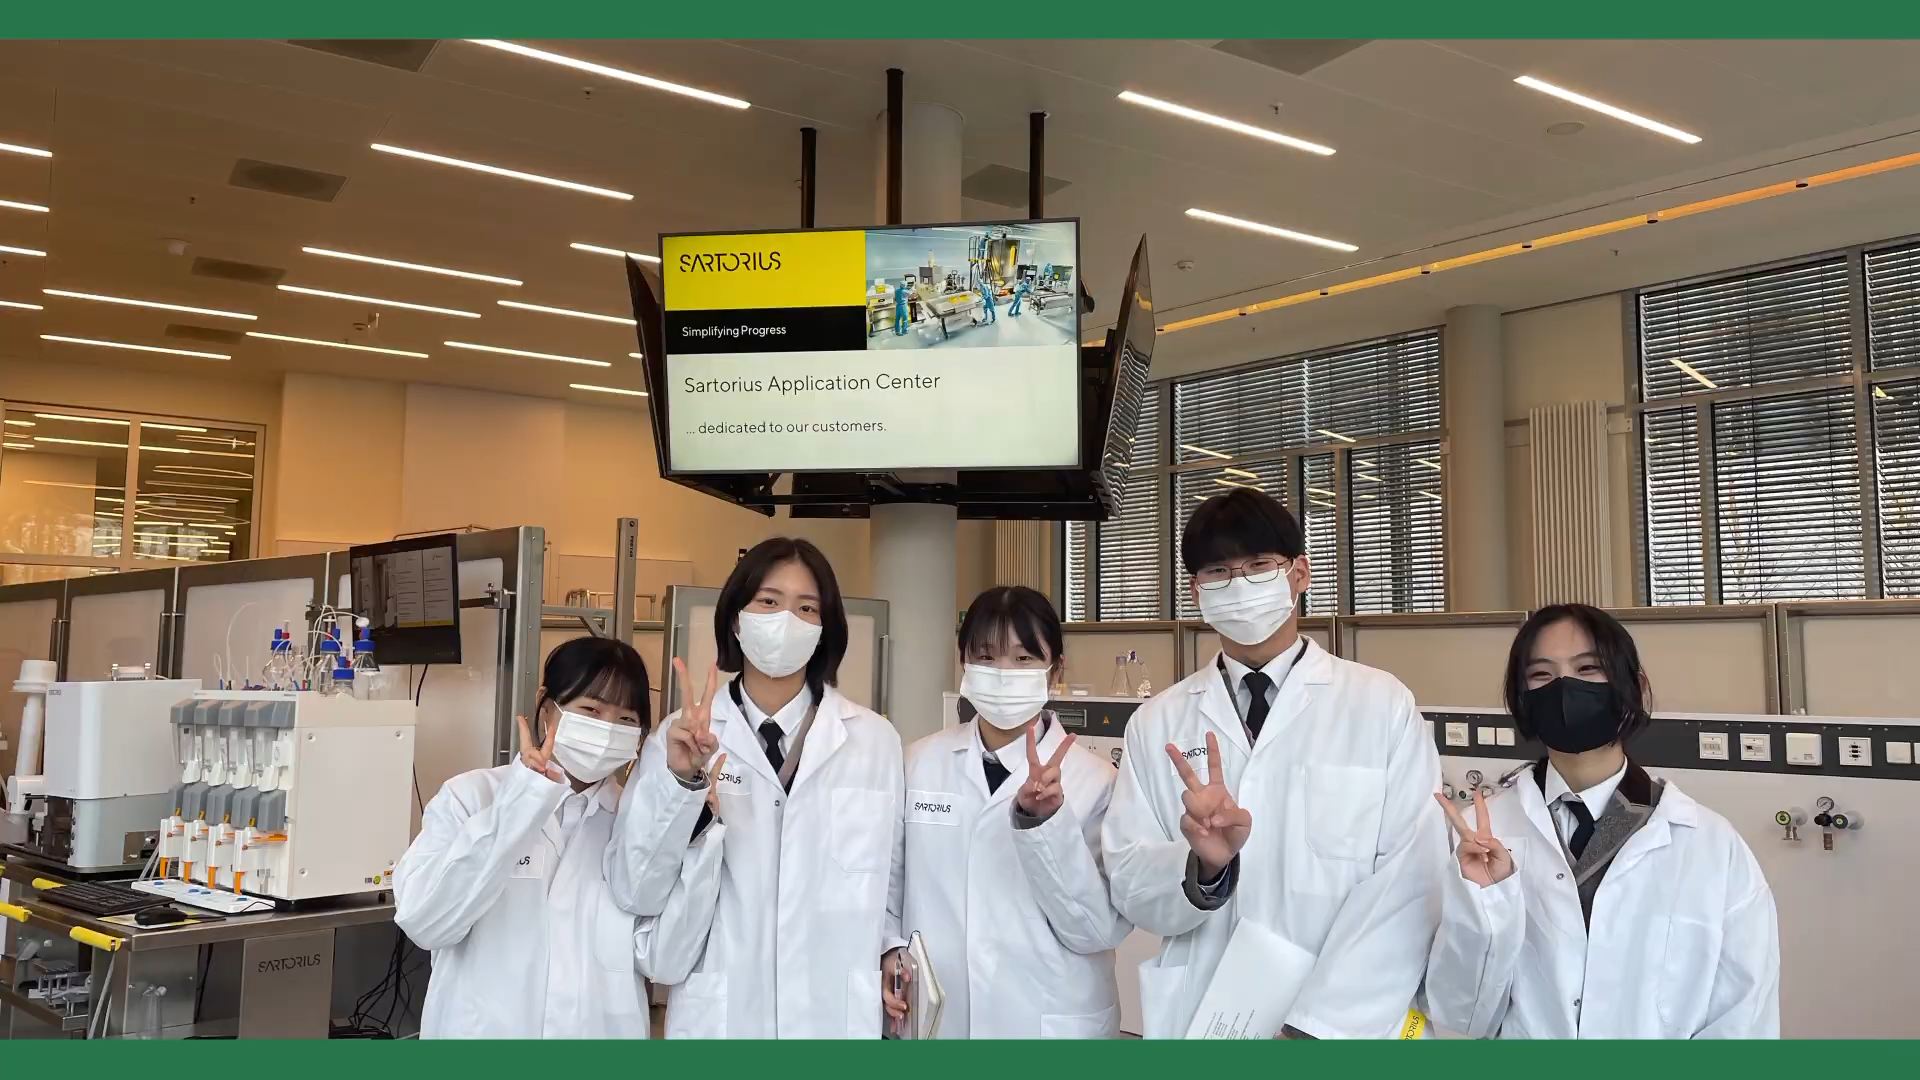 SARTORIUS
Simplifying Progress
Sartorius Application Center
... dedicated to our customers.
SARTORIUS
SARTORIUS